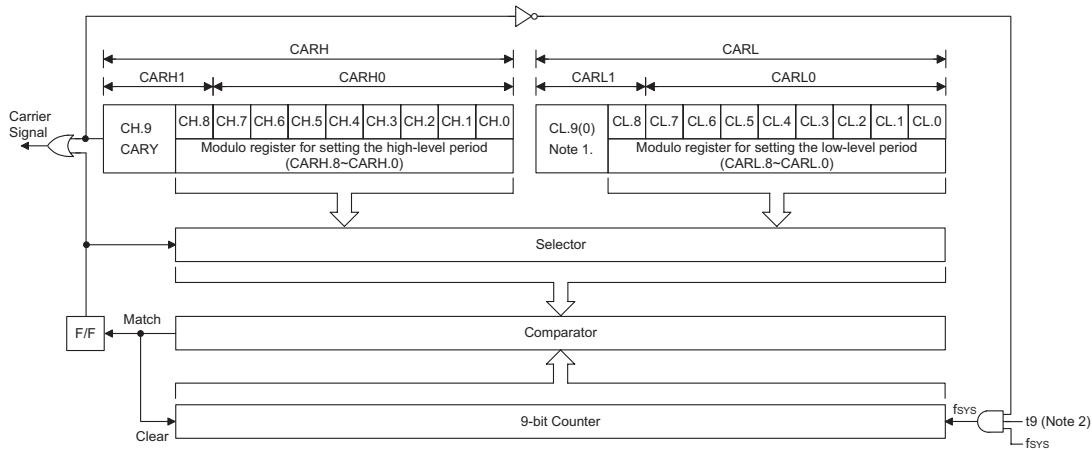 CARH
CARL
CARH1
CARH0
CARL1
CARL0
Carrier
Signal
CH.9
CARY
CH.8
CH.7
CH.6
CH.5
CH.4
CH.3
CH.2
CH.1
CH.0
Modulo register for setting the high-level period
(CARH.8~CARH.0)
CL.9(0)
Note 1.
CL.8
CL.7
CL.6
CL.5
CL.4
CL.3
CL.2
CL.1
CL.0
Modulo register for setting the low-level period
(CARL.8~CARL.0)
Selector
F/F
Match
Comparator
Clear
9-bit Counter
fSYS
t9 (Note 2)
fSYS